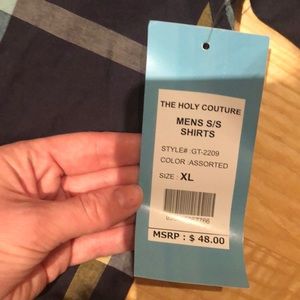 THE HOLY COUTURE
MENS S/S
SHIRTS
STYLE# :GT-2209
COLOR :ASSORTED
SIZE : XL
MSRP : $ 48.00